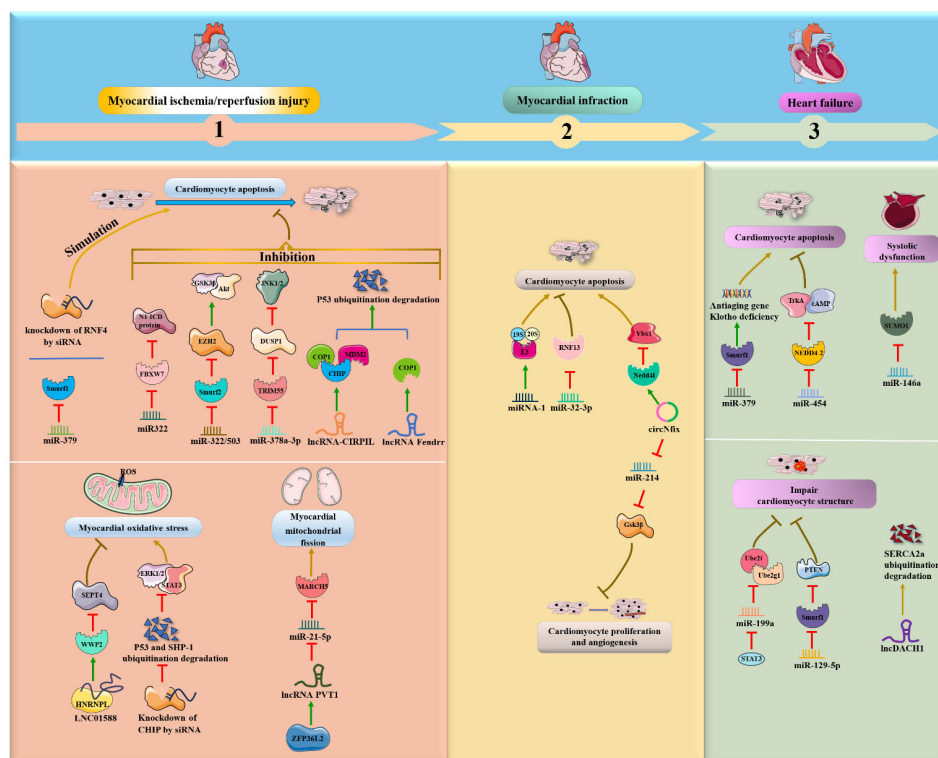 Myocardial ischemia/reperfusion injury
Myocardial infraction
Heart failure
1
2
3
Cardiomyocyte apoptosis
Simulation
Inhibition
knockdown of RNF4
by siRNA
Smurf1
miR-379
N1-ICD
protein
FBXW7
miR322
GSK3β
Akt
EZH2
Smurf2
miR-322/503
JNK1/2
DUSP1
TRIM55
miR-378a-3p
P53 ubiquitination degradation
COP1
MDM2
CHIP
lncRNA-CIRPIL
COP1
lncRNA Fendrr
ROS
Myocardial oxidative stress
SEPT4
WWP2
HNRNPL
LNC01588
ERK1/2
STAT3
P53 and SHP-1
ubiquitination degradation
Knockdown of
CHIP by siRNA
Myocardial
mitochondrial
fission
MARCH5
miR-21-5p
lncRNA PVT1
ZFP36L2
Cardiomyocyte apoptosis
19S
20S
E3
miRNA-1
RNF13
miR-32-3p
Ybx1
Nedd4l
circNfix
miR-214
Gsk3β
Cardiomyocyte proliferation
and angiogenesis
Cardiomyocyte apoptosis
Antiaging gene
Klotho deficiency
Smurf1
miR-379
TrkA
cAMP
NEDD4 2
miR-454
Systolic
dysfunction
SUMO1
miR-146a
Impair
cardiomyocyte structure
Ube2i
Ube2g1
miR-199a
STAT3
PTEN
Smurf1
miR-129-5p
SERCA2a
ubiquitination
degradation
lncDACH1